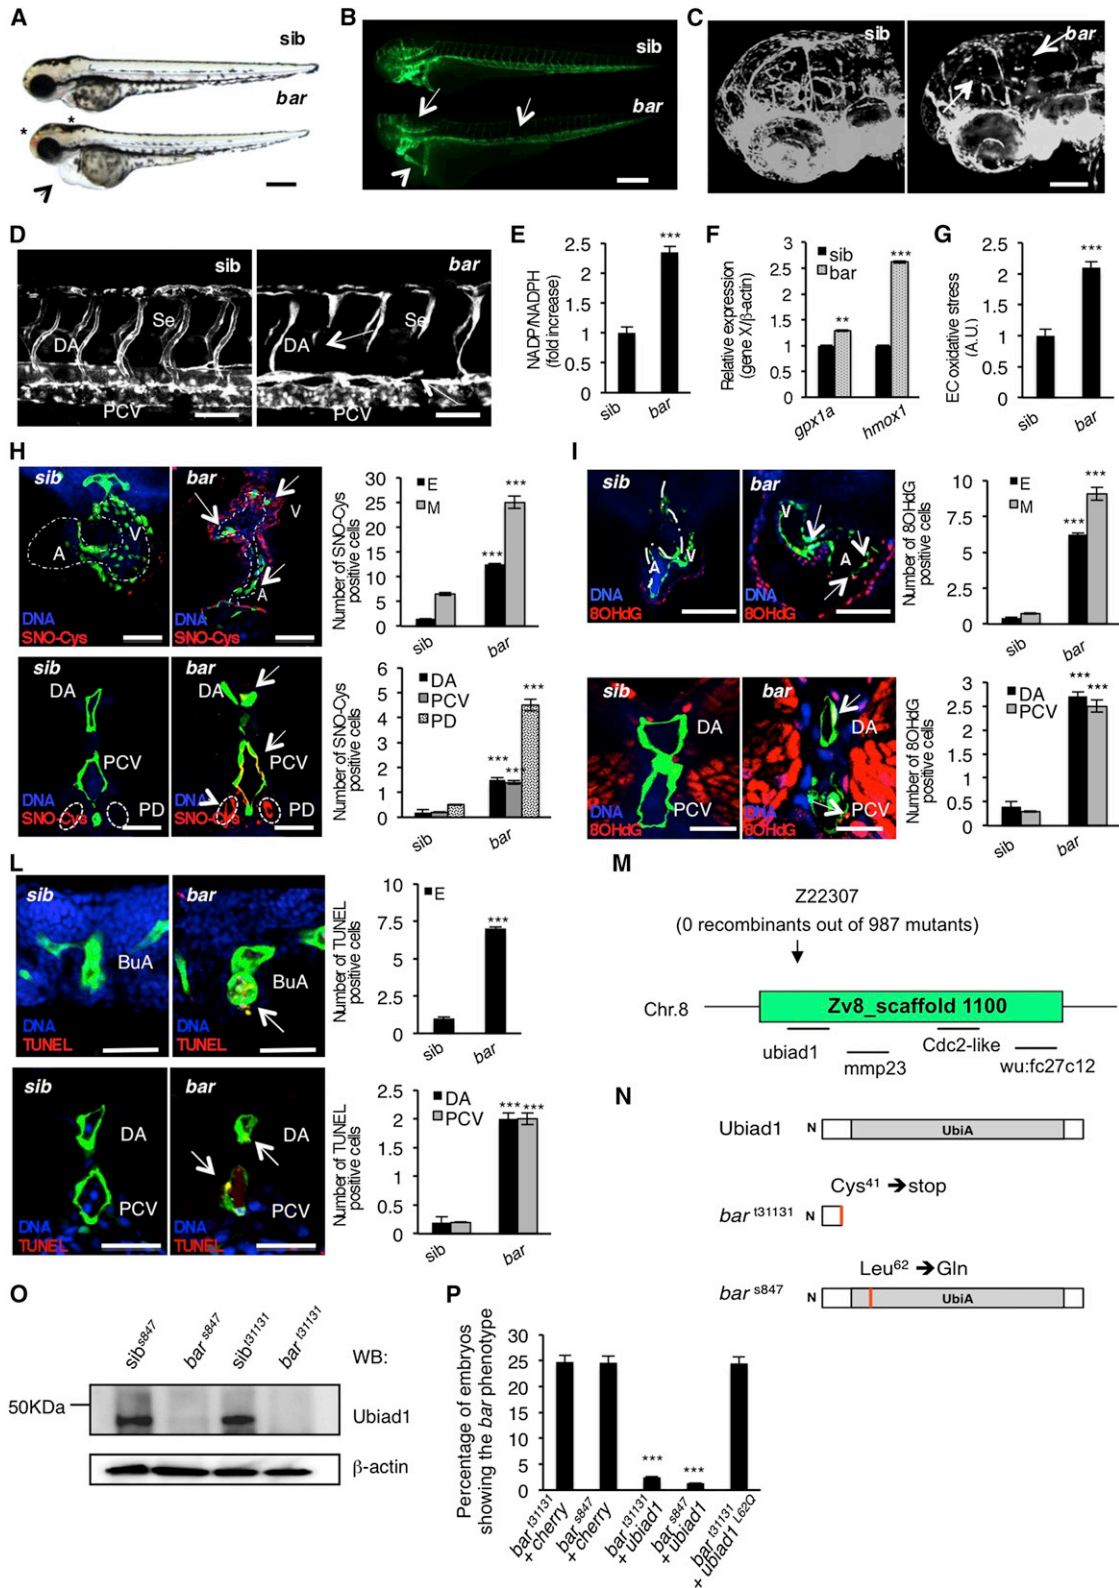 A
sib
bar
*
*
B
sib
bar
C
sib
bar
D
sib
Se
DA
PCV
bar
Se
DA
PCV
E
NADP/NADPH
(fold increase)
2.5
2
1.5
1
0.5
0
***
sib
bar
F
Relative expression
(gene X/β-actin)
3
2.5
2
1.5
1
0.5
0
sib
bar
**
***
gpx1a
hmox1
G
EC oxidative stress
(A.U.)
2.5
2
1.5
1
0.5
0
***
sib
bar
H
sib
A
V
DNA
SNO-Cys
bar
V
A
DNA
SNO-Cys
Number of SNO-Cys
positive cells
30
25
20
15
10
5
0
E
M
***
***
sib
bar
sib
DA
PCV
PD
DNA
SNO-Cys
bar
DA
PCV
PD
DNA
SNO-Cys
Number of SNO-Cys
positive cells
6
5
4
3
2
1
0
DA
PCV
PD
***
***
***
sib
bar
I
sib
A
V
DNA
8OHdG
bar
V
A
DNA
8OHdG
Number of 8OHdG
positive cells
10
7.5
5
2.5
0
E
M
***
***
sib
bar
sib
DA
PCV
DNA
8OHdG
bar
DA
PCV
DNA
8OHdG
Number of 8OHdG
positive cells
3
2.5
2
1.5
1
0.5
0
DA
PCV
***
***
sib
bar
L
sib
BuA
DNA
TUNEL
bar
BuA
DNA
TUNEL
Number of TUNEL
positive cells
10
7.5
5
2.5
0
E
***
sib
bar
sib
DA
PCV
DNA
TUNEL
bar
DA
PCV
DNA
TUNEL
Number of TUNEL
positive cells
2.5
2
1.5
1
0.5
0
DA
PCV
*** ***
sib
bar
M
Z22307
(0 recombinants out of 987 mutants)
Chr.8
Zv8_scaffold 1100
ubiad1
mmp23
Cdc2-like
wu:fc27c12
N
Ubiad1
N
UbiA
Cys41 ➔ stop
bar t31131
N
Leu62 ➔ Gln
bar s847
N
UbiA
O
sib s847
bar s847
sib t31131
bar t31131
WB:
50KDa
Ubiad1
β-actin
P
Percentage of embryos
showing the bar phenotype
30
25
20
15
10
5
0
***
***
bar t31131
+ cherry
bar s847
+ cherry
bar t31131
+ ubiad1
bar s847
+ ubiad1
bar t31131
+ ubiad1 L62Q